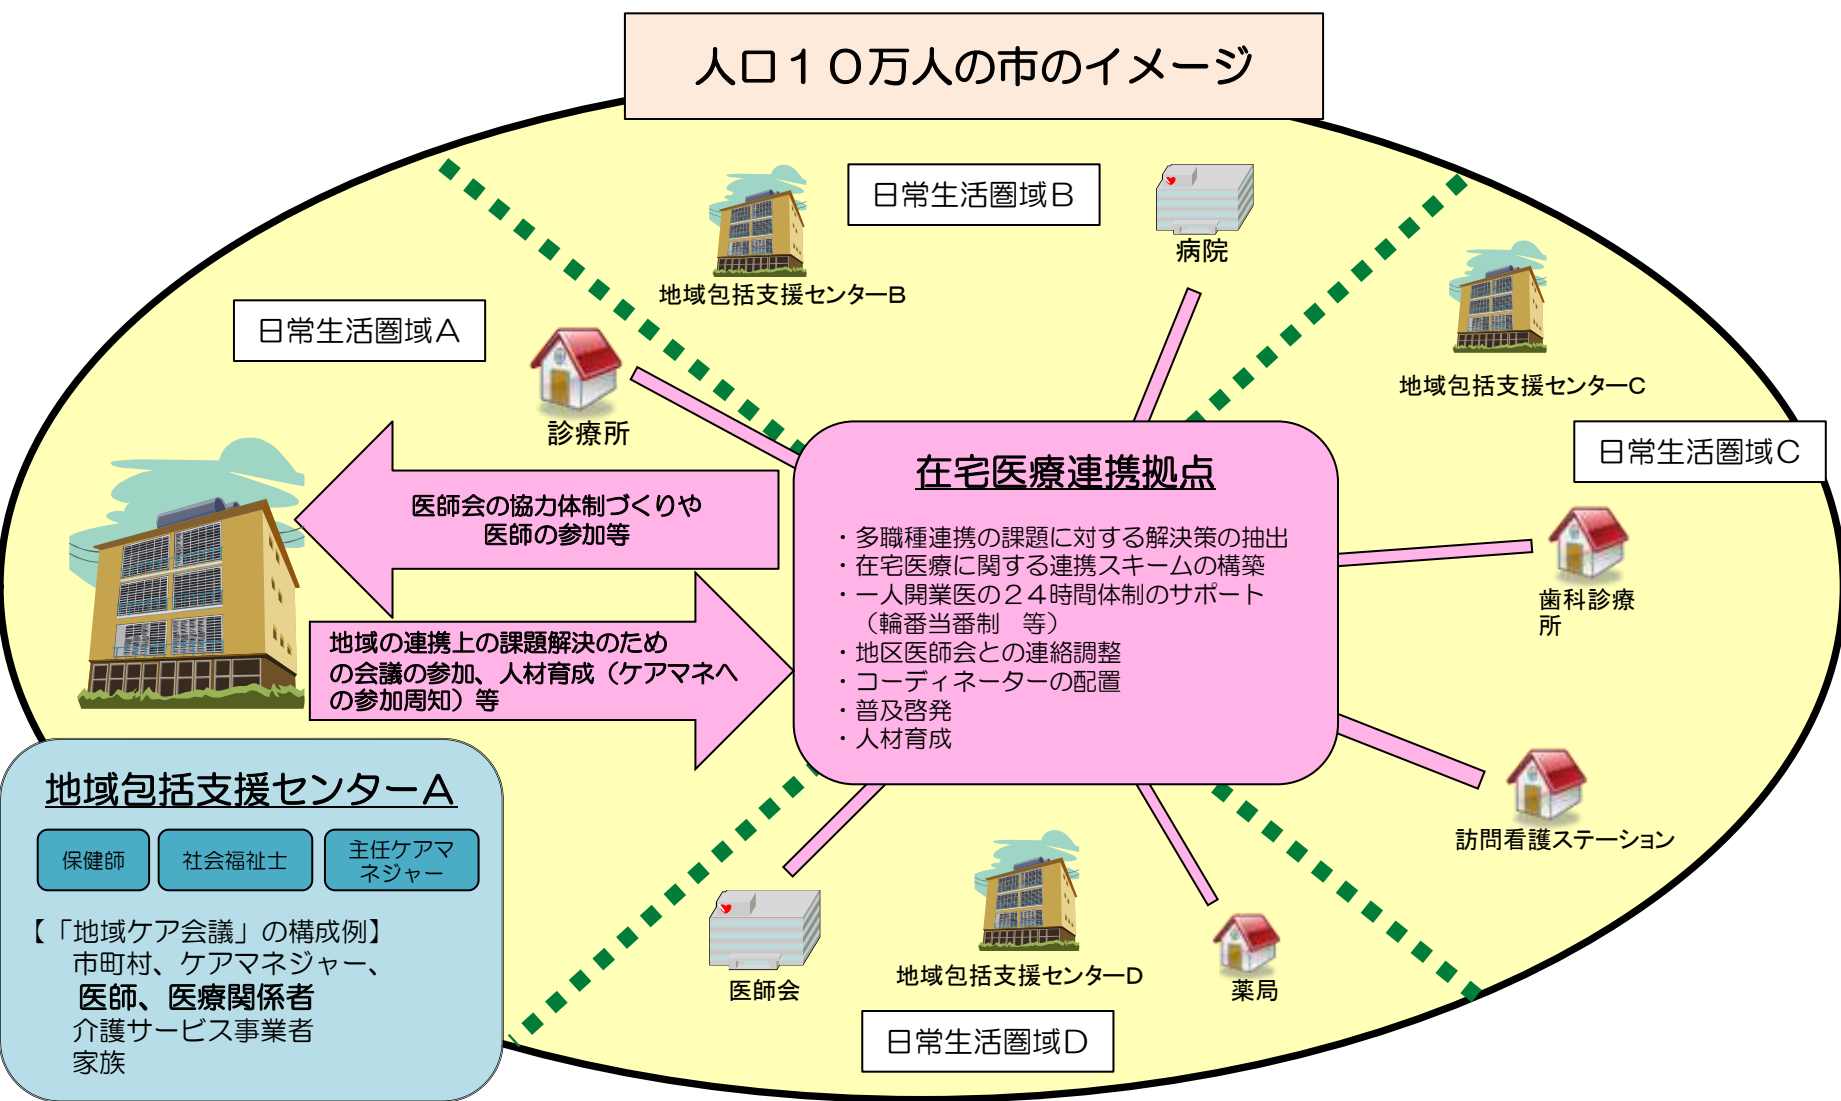 人口１０万人の市のイメージ
日常生活圏域B
病院
地域包括支援センターB
地域包括支援センターC
日常生活圏域A
診療所
日常生活圏域C
医師会の協力体制づくりや
医師の参加等
地域の連携上の課題解決のため
の会議の参加、人材育成（ケアマネへ
の参加周知）等
在宅医療連携拠点
・多職種連携の課題に対する解決策の抽出
・在宅医療に関する連携スキームの構築
・一人開業医の２４時間体制のサポート
（輪番当番制　等）
・地区医師会との連絡調整
・コーディネーターの配置
・普及啓発
・人材育成
歯科診療
所
訪問看護ステーション
地域包括支援センターA
保健師
社会福祉士
主任ケアマ
ネジャー
【「地域ケア会議」の構成例】
市町村、ケアマネジャー、
医師、医療関係者
介護サービス事業者
家族
医師会
地域包括支援センターD
薬局
日常生活圏域D